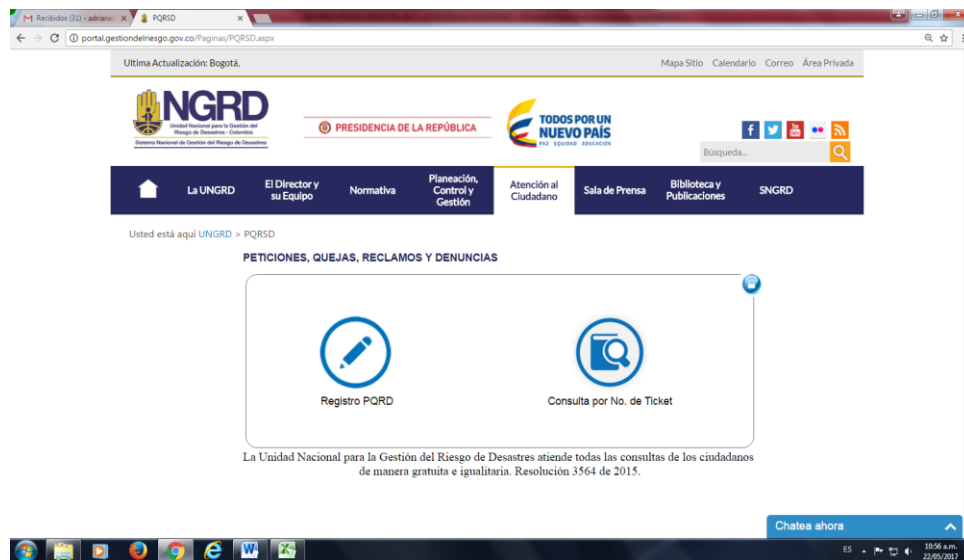 Recibidos (31) - adriana
PQRSD
portal.gestiondelriesgo.gov.co/Paginas/PQRSD.aspx
Ultima Actualización: Bogotá,
Mapa Sitio Calendario Correo Área Privada
NGRD
Unidad Nacional para la Gestión del
Riesgo de Desastres - Colombia
Sistema Nacional de Gestión del Riesgo de Desastres
PRESIDENCIA DE LA REPÚBLICA
TODOS POR UN
NUEVO PAÍS
PAZ EQUIDAD EDUCACIÓN
Búsqueda...
La UNGRD
El Director y
su Equipo
Normativa
Planeación,
Control y
Gestión
Atención al
Ciudadano
Sala de Prensa
Biblioteca y
Publicaciones
SNGRD
Usted está aquí UNGRD > PQRSD
PETICIONES, QUEJAS, RECLAMOS Y DENUNCIAS
Registro PQRD
Consulta por No. de Ticket
La Unidad Nacional para la Gestión del Riesgo de Desastres atiende todas las consultas de los ciudadanos
de manera gratuita e igualitaria. Resolución 3564 de 2015.
Chatea ahora
ES
10:56 a.m.
22/05/2017